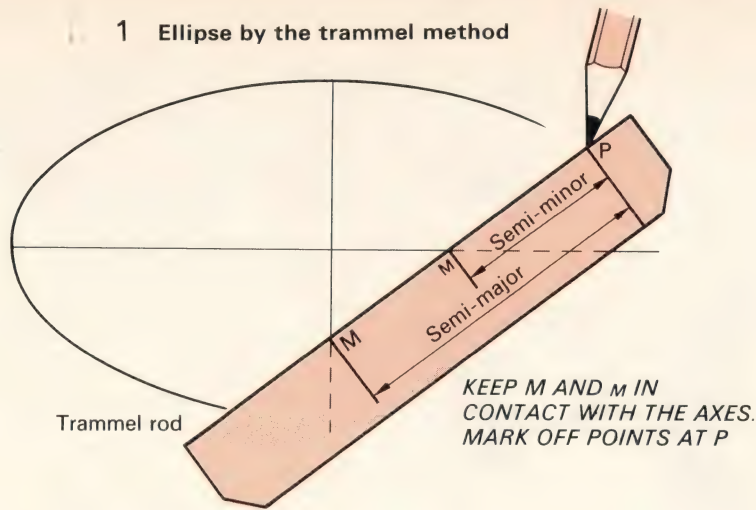 1 Ellipse by the trammel method
P
Semi-minor
M
Semi-major
M
KEEP M AND M IN
CONTACT WITH THE AXES.
MARK OFF POINTS AT P
Trammel rod